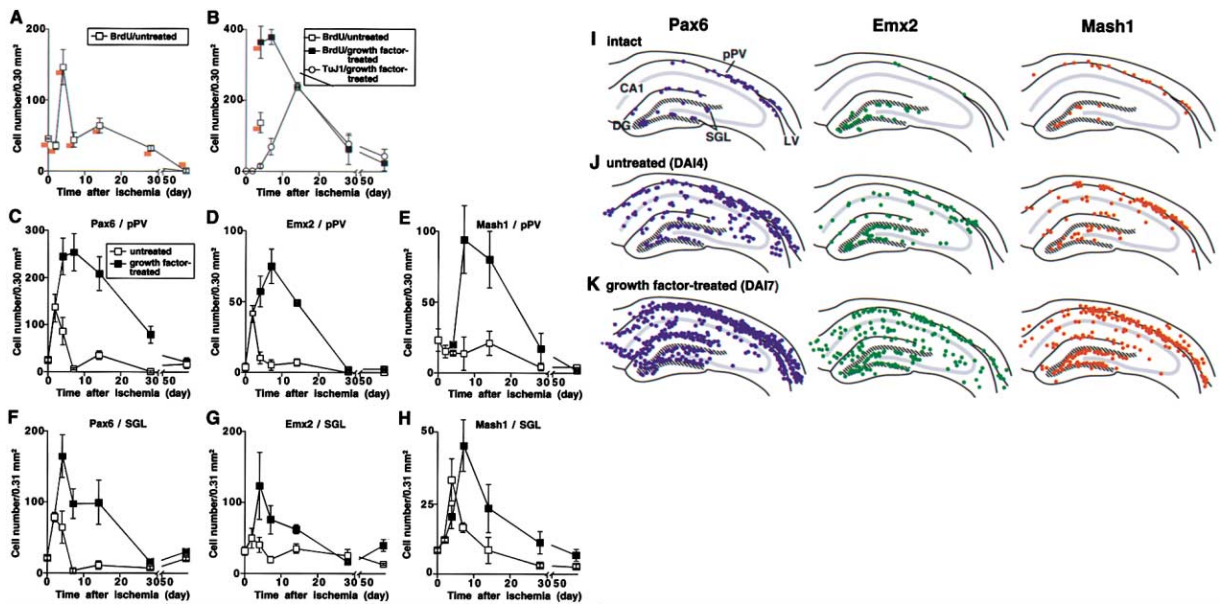 A
200
BrdU/untreated
Cell number/0.30 mm²
100
0
0 10 20 30 50
Time after ischemia (day)
B
400
BrdU/untreated
BrdU/growth factor-
treated
TuJ1/growth factor-
treated
Cell number/0.30 mm²
200
0
0 10 20 30 50
Time after ischemia (day)
C
Pax6 / pPV
300
untreated
growth factor-
treated
Cell number/0.30 mm²
200
100
0
0 10 20 30 50
Time after ischemia (day)
D
Emx2 / pPV
100
Cell number/0.30 mm²
50
0
0 10 20 30 50
Time after ischemia (day)
E
Mash1 / pPV
100
Cell number/0.30 mm²
50
0
0 10 20 30 50
Time after ischemia (day)
F
Pax6 / SGL
200
Cell number/0.31 mm²
100
0
0 10 20 30 50
Time after ischemia (day)
G
Emx2 / SGL
200
Cell number/0.31 mm²
100
0
0 10 20 30 50
Time after ischemia (day)
H
Mash1 / SGL
50
Cell number/0.31 mm²
25
0
0 10 20 30 50
Time after ischemia (day)
Pax6 Emx2 Mash1
I intact
pPV
CA1
DG
SGL
LV
J untreated (DAI4)
K growth factor-treated (DAI7)